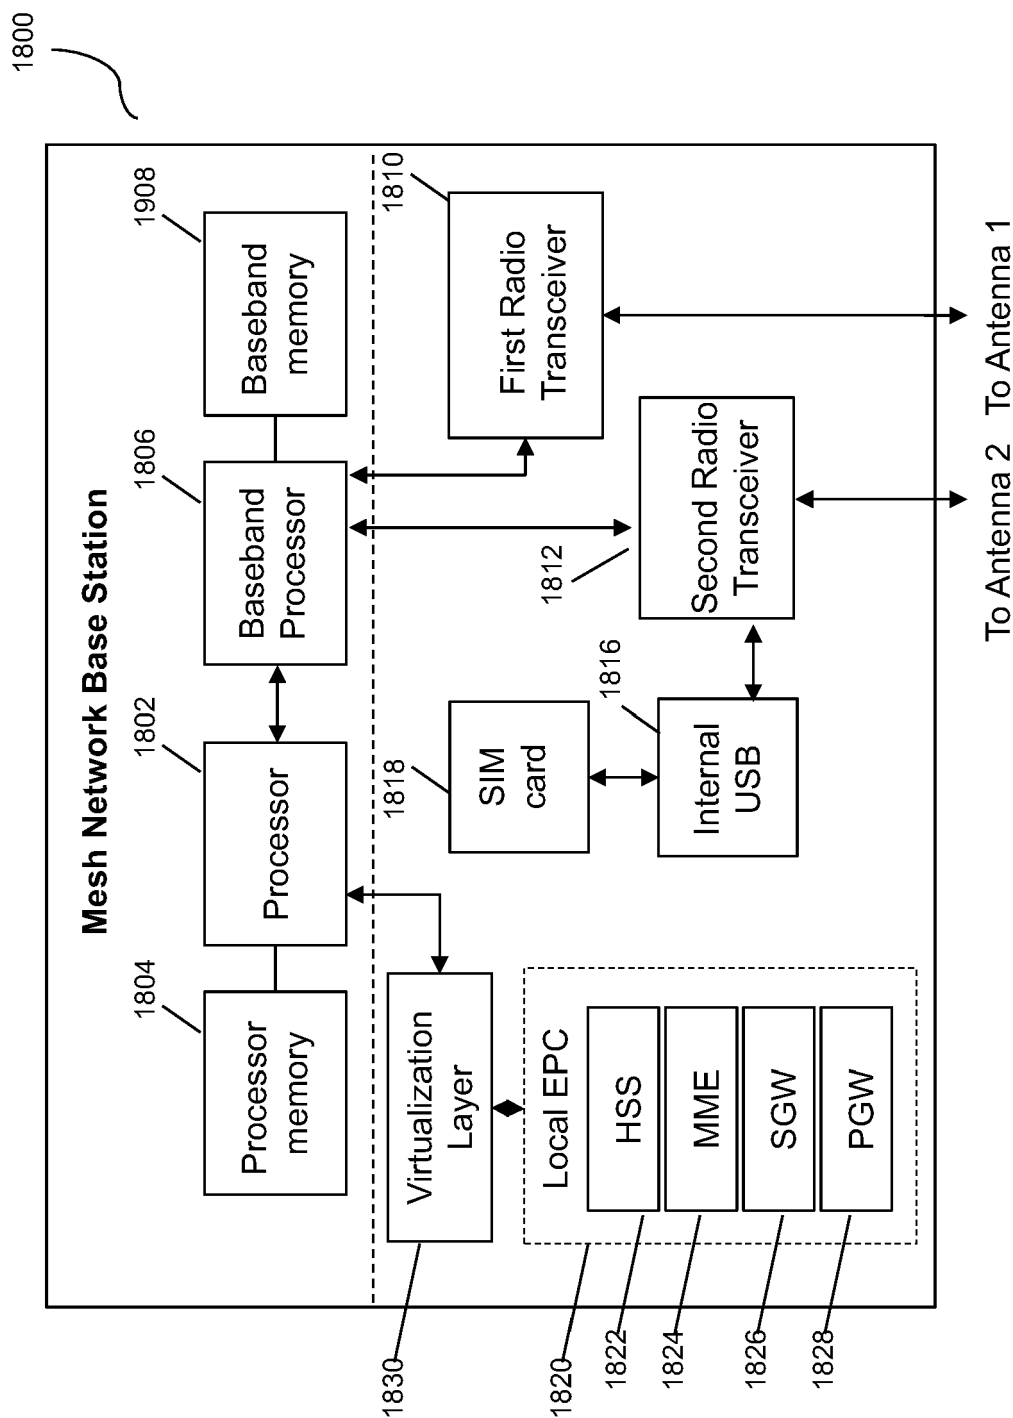 1800
Mesh Network Base Station
1804
1802
1806
1908
Processor
memory
Processor
Baseband
Processor
Baseband
memory
1830
Virtualization
Layer
1818
SIM
card
1810
First Radio
Transceiver
1820
Local EPC
1822
HSS
1824
MME
1826
SGW
1828
PGW
1816
Internal
USB
1812
Second Radio
Transceiver
To Antenna 2
To Antenna 1